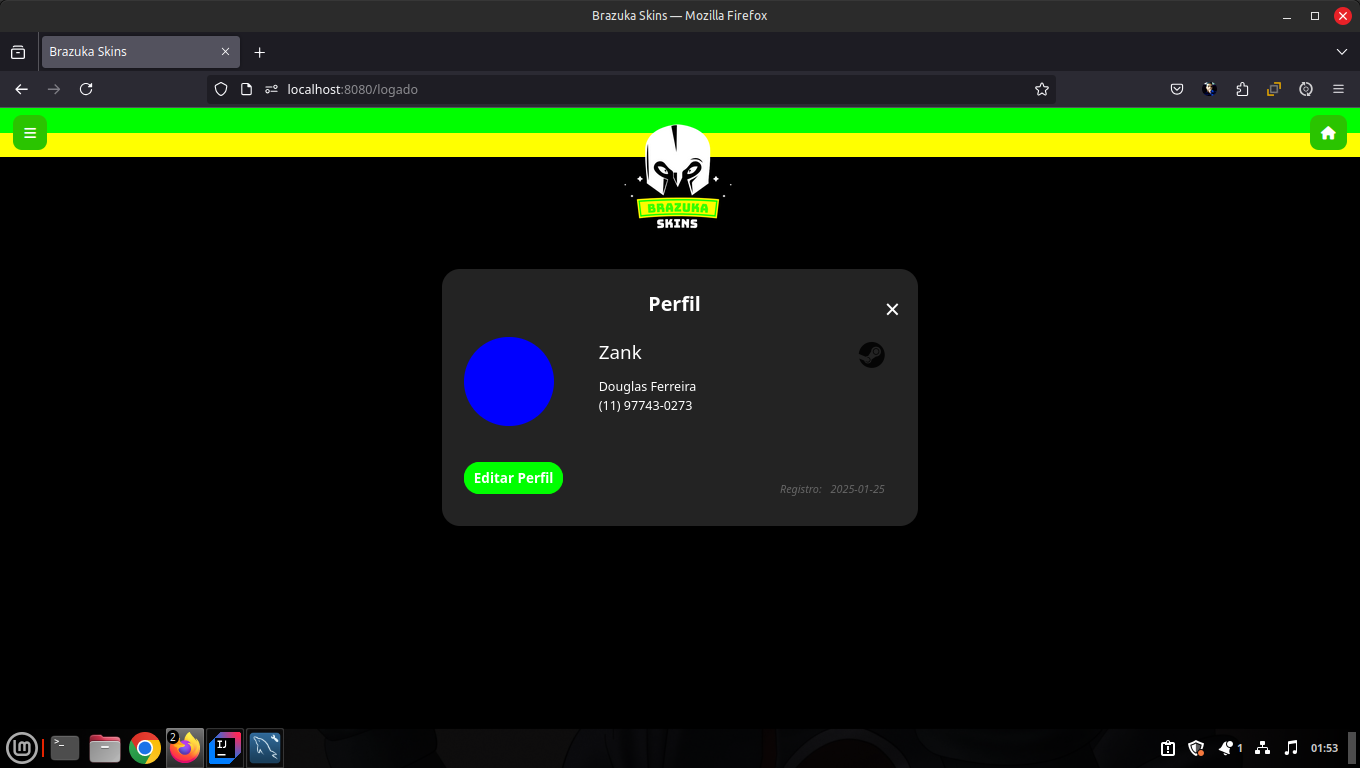 Brazuka Skins — Mozilla Firefox
Brazuka Skins
localhost:8080/logado
BRAZUKA
SKINS
Perfil
Zank
Douglas Ferreira
(11) 97743-0273
Editar Perfil
Registro: 2025-01-25
>_
2
IJ
1
01:53